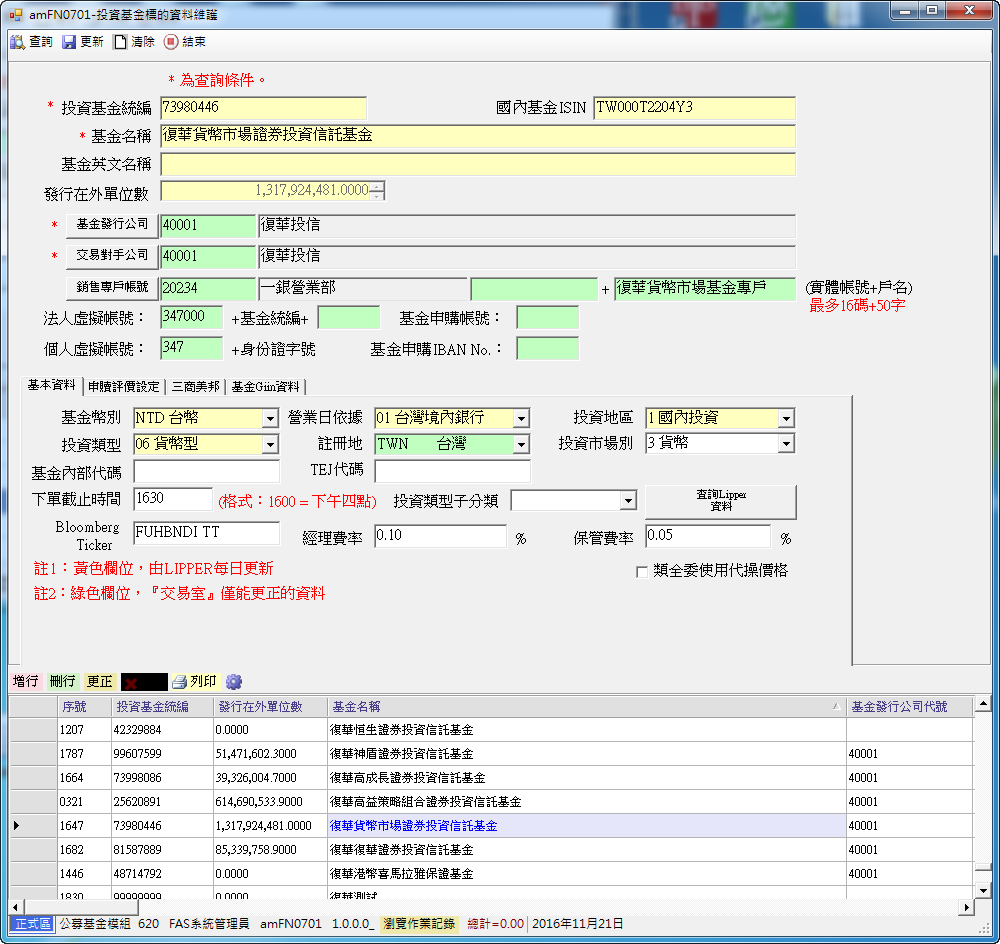 amFN0701-投資基金標的資料維護
查詢 更新 清除 結束
* 為查詢條件。
* 投資基金統編 73980446 國內基金ISIN TW000T2204Y3
* 基金名稱 復華貨幣市場證券投資信託基金
基金英文名稱
發行在外單位數 1,317,924,481.0000
* 基金發行公司 40001 復華投信
* 交易對手公司 40001 復華投信
銷售專戶帳號 20234 一銀營業部 + 復華貨幣市場基金專戶 (實體帳號+戶名)
最多16碼+50字
法人虛擬帳號： 347000 +基金統編+ 基金申購帳號：
個人虛擬帳號： 347 +身份證字號 基金申購IBAN No.：
基本資料 申贖評價設定 三商美邦 基金Giin資料
基金幣別 NTD 台幣 營業日依據 01 台灣境內銀行 投資地區 1 國內投資
投資類型 06 貨幣型 註冊地 TWN 台灣 投資市場別 3 貨幣
基金內部代碼 TEJ代碼
下單截止時間 1630 (格式：1600 = 下午四點) 投資類型子分類 查詢Lipper
資料
Bloomberg
Ticker FUHBNDI TT 經理費率 0.10 % 保管費率 0.05 %
註1：黃色欄位，由LIPPER每日更新 類全委使用代操價格
註2：綠色欄位，『交易室』僅能更正的資料
增行 刪行 更正 列印
序號 投資基金統編 發行在外單位數 基金名稱 基金發行公司代號
1207 42329884 0.0000 復華恒生證券投資信託基金
1787 99607599 51,471,602.3000 復華神盾證券投資信託基金 40001
1664 73998086 39,326,004.7000 復華高成長證券投資信託基金 40001
0321 25620891 614,690,533.9000 復華高益策略組合證券投資信託基金 40001
1647 73980446 1,317,924,481.0000 復華貨幣市場證券投資信託基金 40001
1682 81587889 85,339,758.9000 復華復華證券投資信託基金 40001
1446 48714792 0.0000 復華港幣喜馬拉雅保證基金 40001
1830 99999999 0.0000 復華測試
正式區 公募基金模組 620 FAS系統管理員 amFN0701 1.0.0.0_ 瀏覽作業記錄 總計=0.00 2016年11月21日